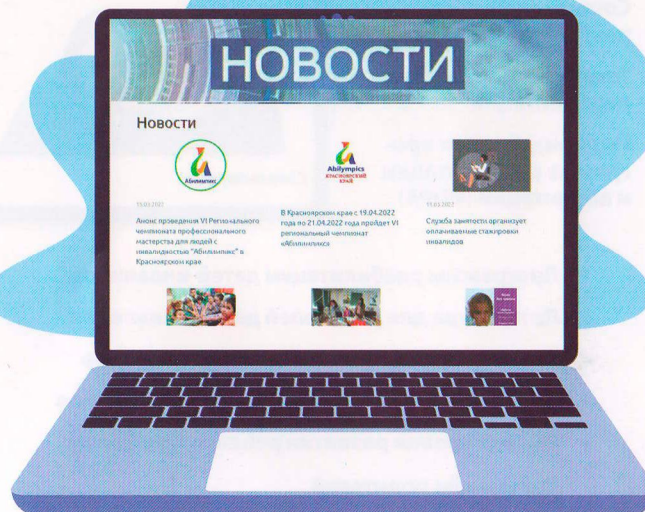 НОВОСТИ
Новости
Абилимпикс
Abilympics
КРАСНОЯРСКИЙ
КРАЙ
Анонс проведения VI Регионального
чемпионата профессионального
мастерства для людей с
инвалидностью "Абилимпикс" в
Красноярском крае
В Красноярском крае с 19.04.2022
года по 21.04.2022 года пройдет VI
региональный чемпионат
«Абилимпикс»
Служба занятости организует
оплачиваемые стажировки
инвалидов